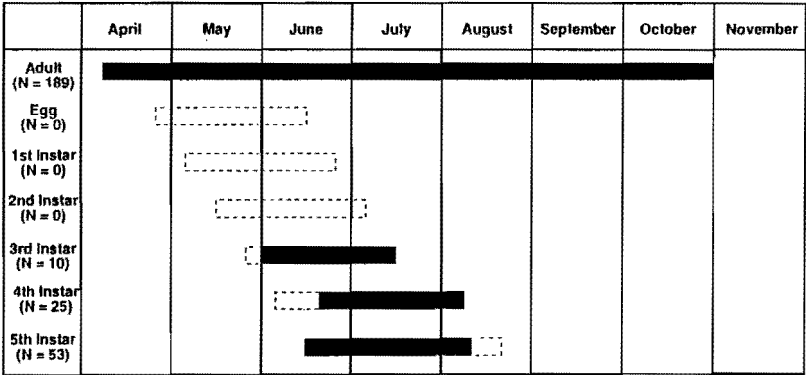 April May June July August September October November
Adult
(N = 189)
Egg
(N = 0)
1st Instar
(N = 0)
2nd Instar
(N = 0)
3rd Instar
(N = 10)
4th Instar
(N = 25)
5th Instar
(N = 53)